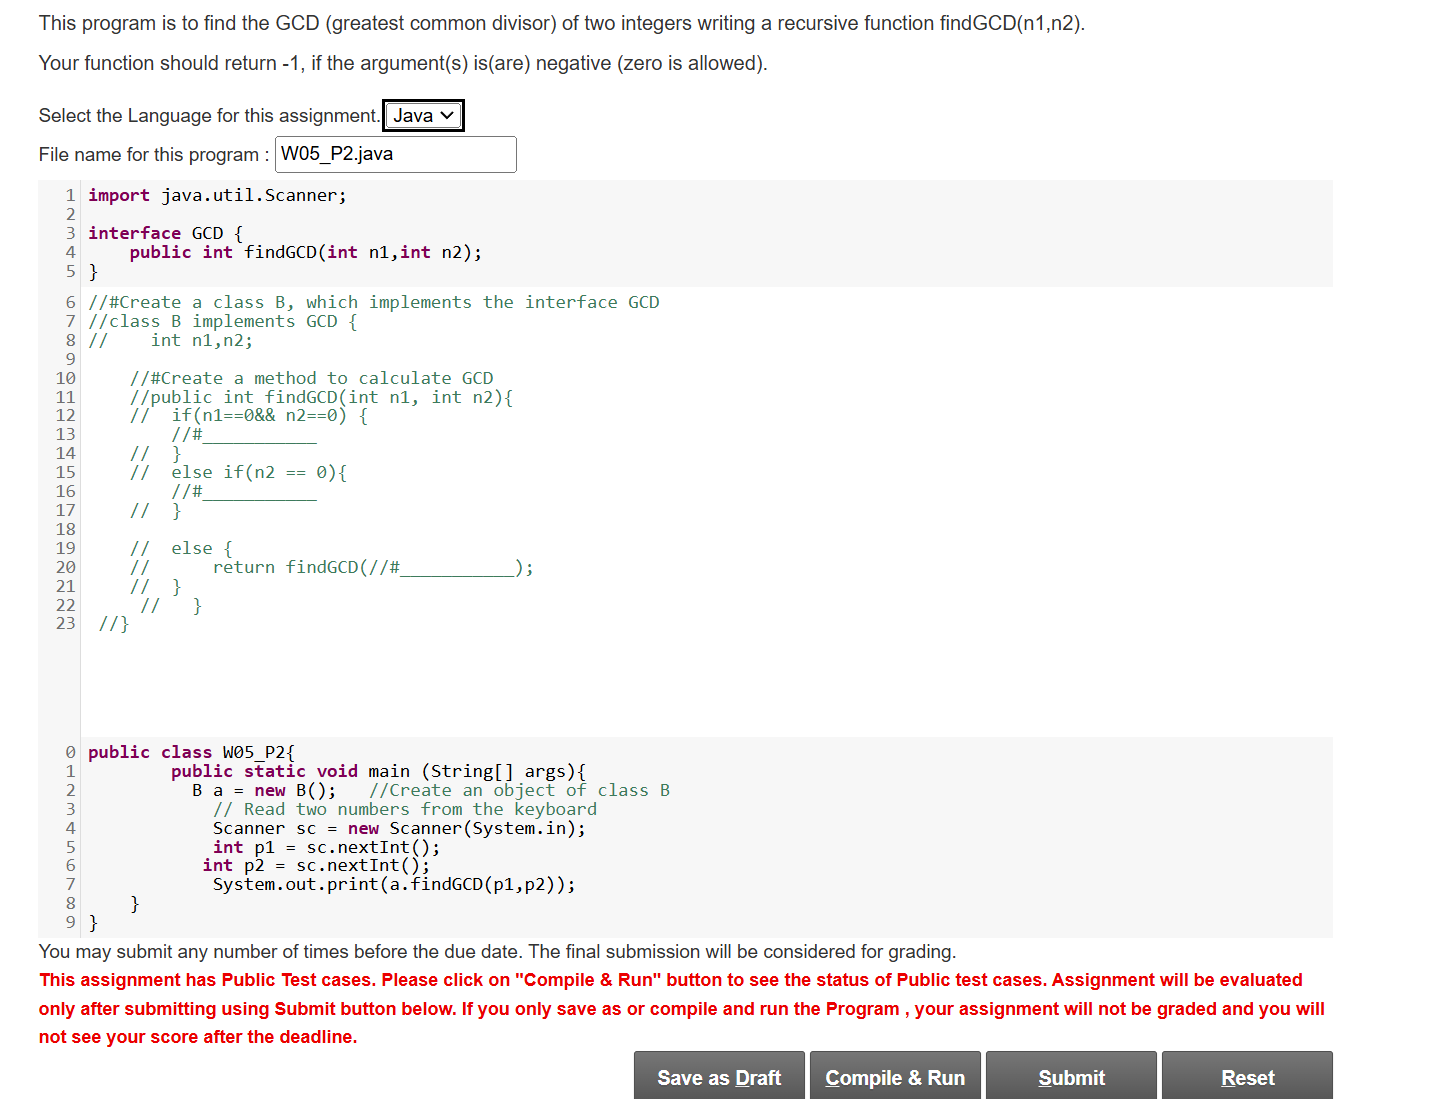 This program is to find the GCD (greatest common divisor) of two integers writing a recursive function findGCD(n1,n2).
Your function should return -1, if the argument(s) is(are) negative (zero is allowed).
Select the Language for this assignment. Java
File name for this program : W05_P2.java
1 import java.util.Scanner;
2
3 interface GCD {
4     public int findGCD(int n1,int n2);
5 }
6 //#Create a class B, which implements the interface GCD
7 //class B implements GCD {
8 //    int n1,n2;
9
10     //#Create a method to calculate GCD
11     //public int findGCD(int n1, int n2){
12     //  if(n1==0&& n2==0) {
13         //#___________
14     //  }
15     //  else if(n2 == 0){
16         //#___________
17     //  }
18
19     //  else {
20     //      return findGCD(//#___________);
21     //  }
22      //   }
23  //}
0 public class W05_P2{
1         public static void main (String[] args){
2           B a = new B();   //Create an object of class B
3             // Read two numbers from the keyboard
4             Scanner sc = new Scanner(System.in);
5             int p1 = sc.nextInt();
6            int p2 = sc.nextInt();
7             System.out.print(a.findGCD(p1,p2));
8     }
9 }
You may submit any number of times before the due date. The final submission will be considered for grading.
This assignment has Public Test cases. Please click on "Compile & Run" button to see the status of Public test cases. Assignment will be evaluated
only after submitting using Submit button below. If you only save as or compile and run the Program , your assignment will not be graded and you will
not see your score after the deadline.
Save as Draft Compile & Run Submit Reset